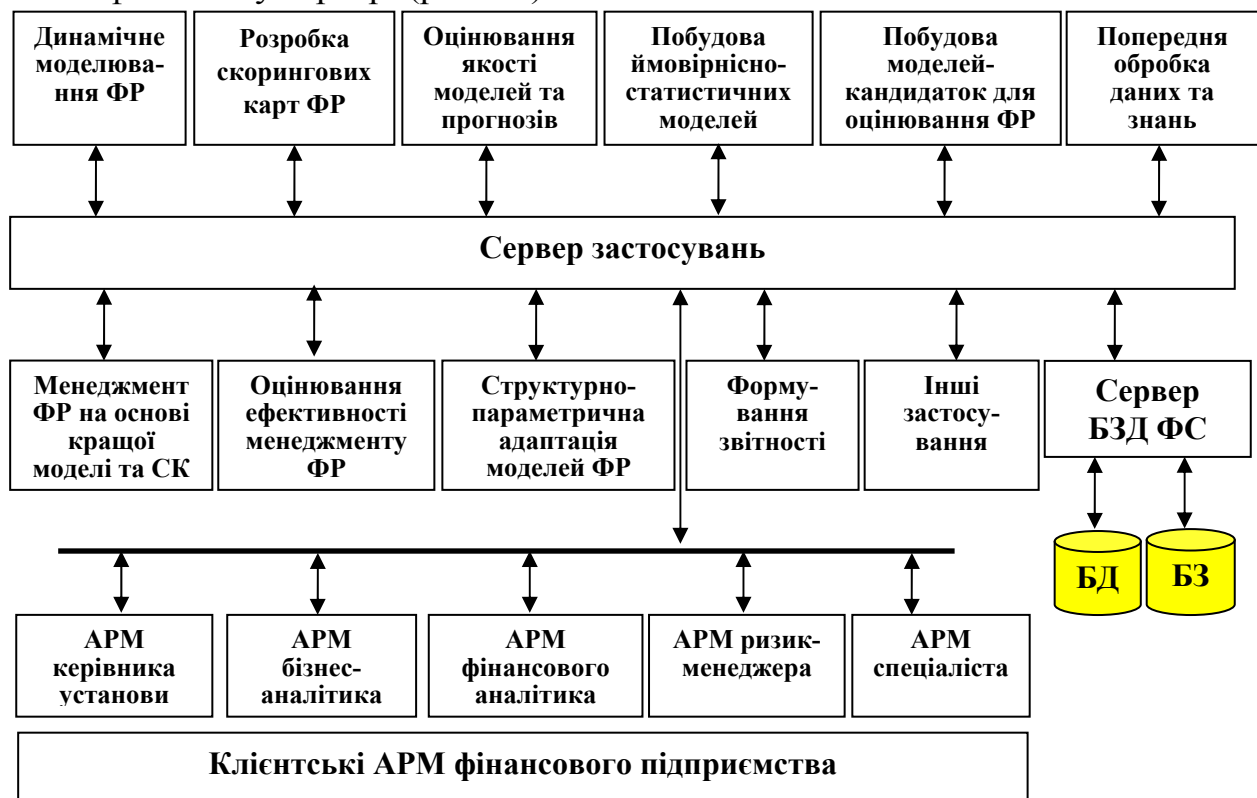 Динамічне
моделюва-
ння ФР
Розробка
скорингових
карт ФР
Оцінювання
якості
моделей та
прогнозів
Побудова
ймовірнісно-
статистичних
моделей
Побудова
моделей-
кандидаток для
оцінювання ФР
Попередня
обробка
даних та
знань
Сервер застосувань
Менеджмент
ФР на основі
кращої
моделі та СК
Оцінювання
ефективності
менеджменту
ФР
Структурно-
параметрична
адаптація
моделей ФР
Форму-
вання
звітності
Інші
застосу-
вання
Сервер
БЗД ФС
БД
БЗ
АРМ
керівника
установи
АРМ
бізнес-
аналітика
АРМ
фінансового
аналітика
АРМ ризик-
менеджера
АРМ
спеціаліста
Клієнтські АРМ фінансового підприємства